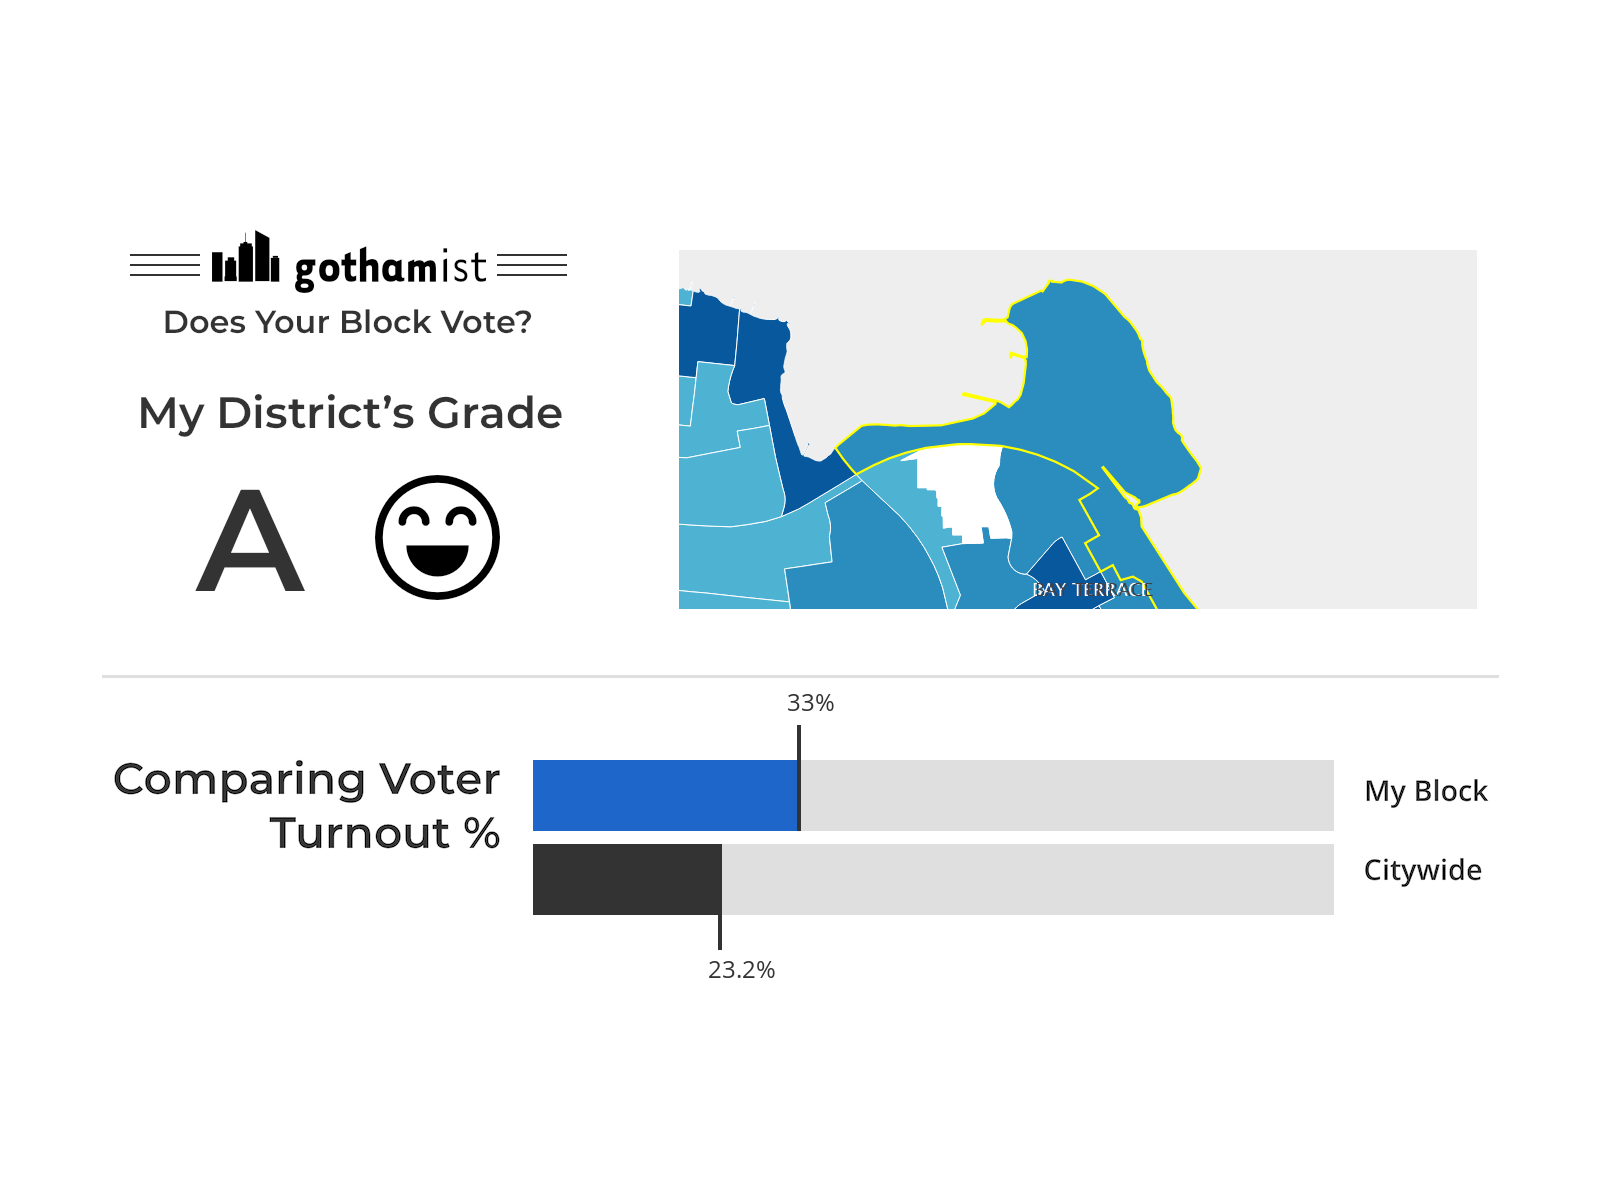 gothamist
Does Your Block Vote?
My District's Grade
A
BAY TERRACE
33%
Comparing Voter
Turnout %
My Block
Citywide
23.2%